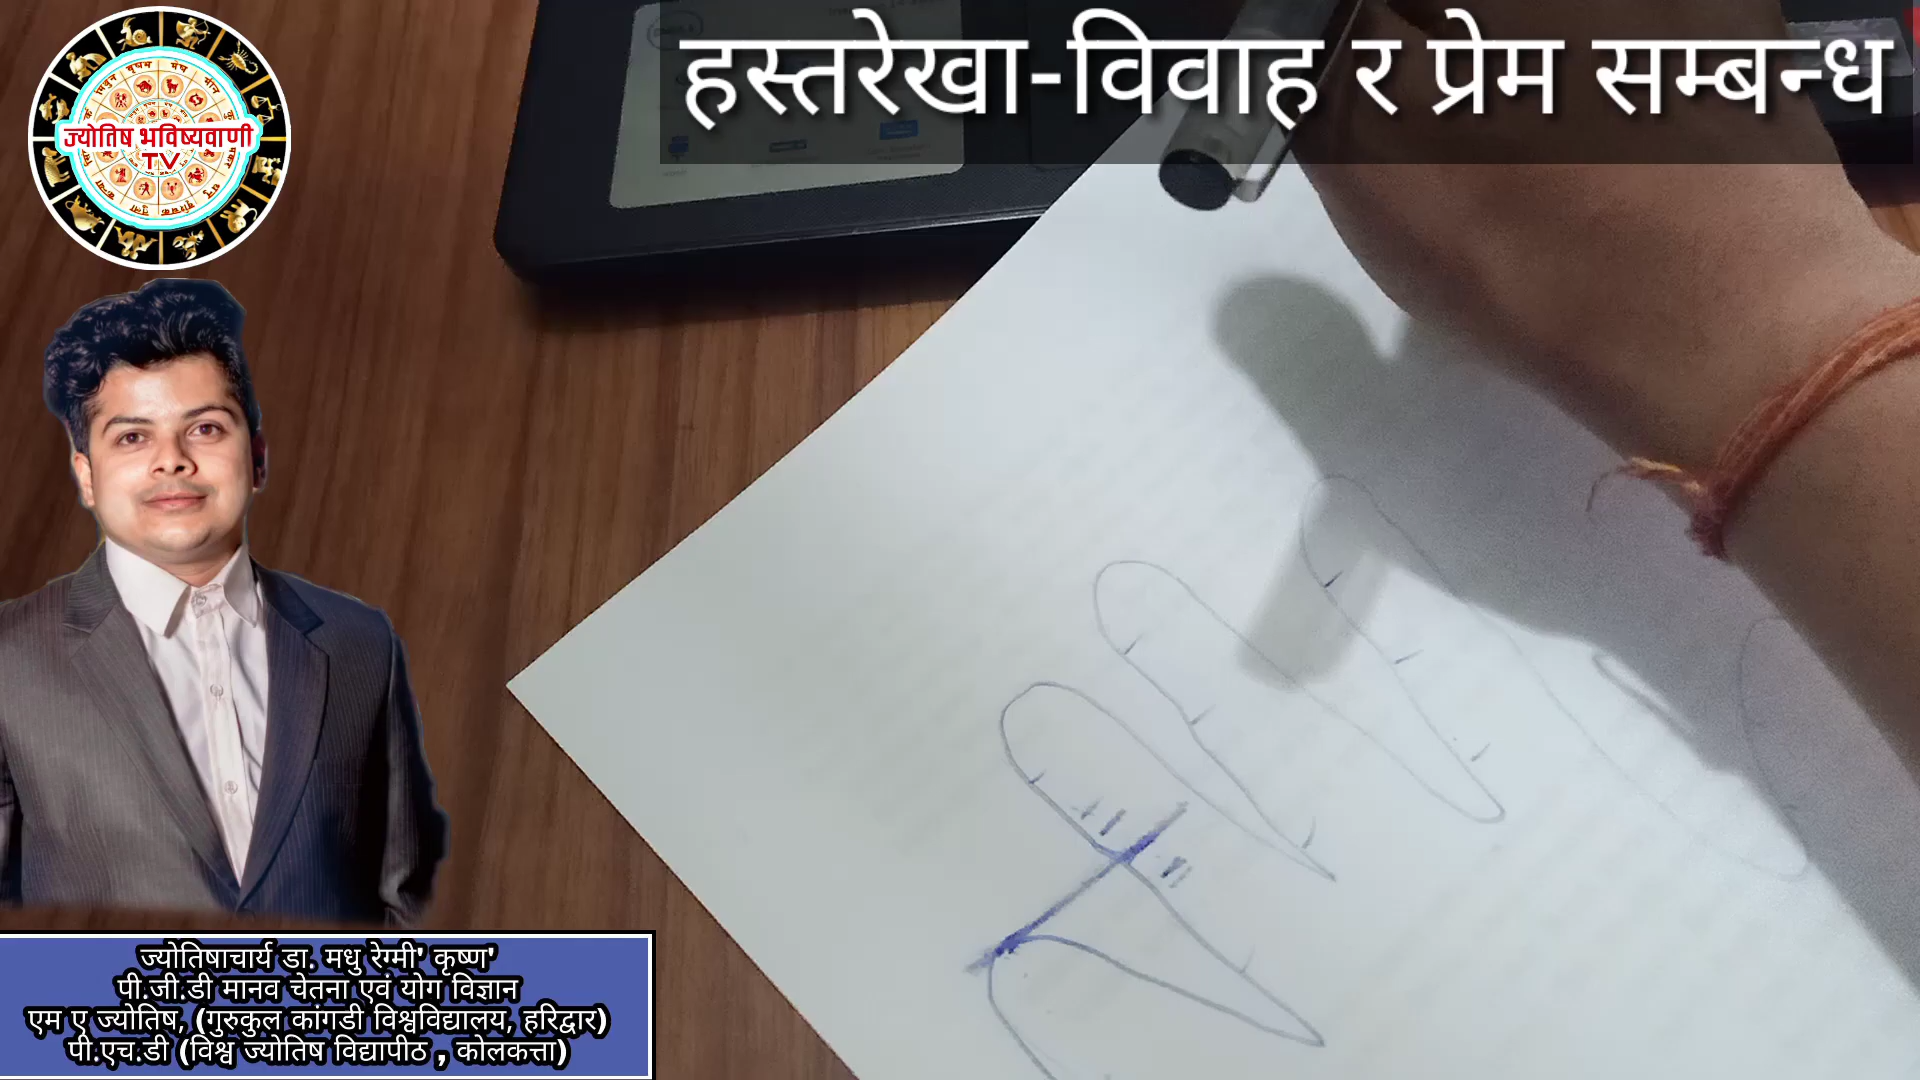 हस्तरेखा-विवाह र प्रेम सम्बन्ध
ज्योतिष भविष्यवाणी
TV
ज्योतिषाचार्य डा. मधु रेग्मी' कृष्ण'
पी.जी.डी मानव चेतना एवं योग विज्ञान
एम ए ज्योतिष, (गुरुकुल कांगडी विश्वविद्यालय, हरिद्वार)
पी.एच.डी (विश्व ज्योतिष विद्यापीठ , कोलकत्ता)